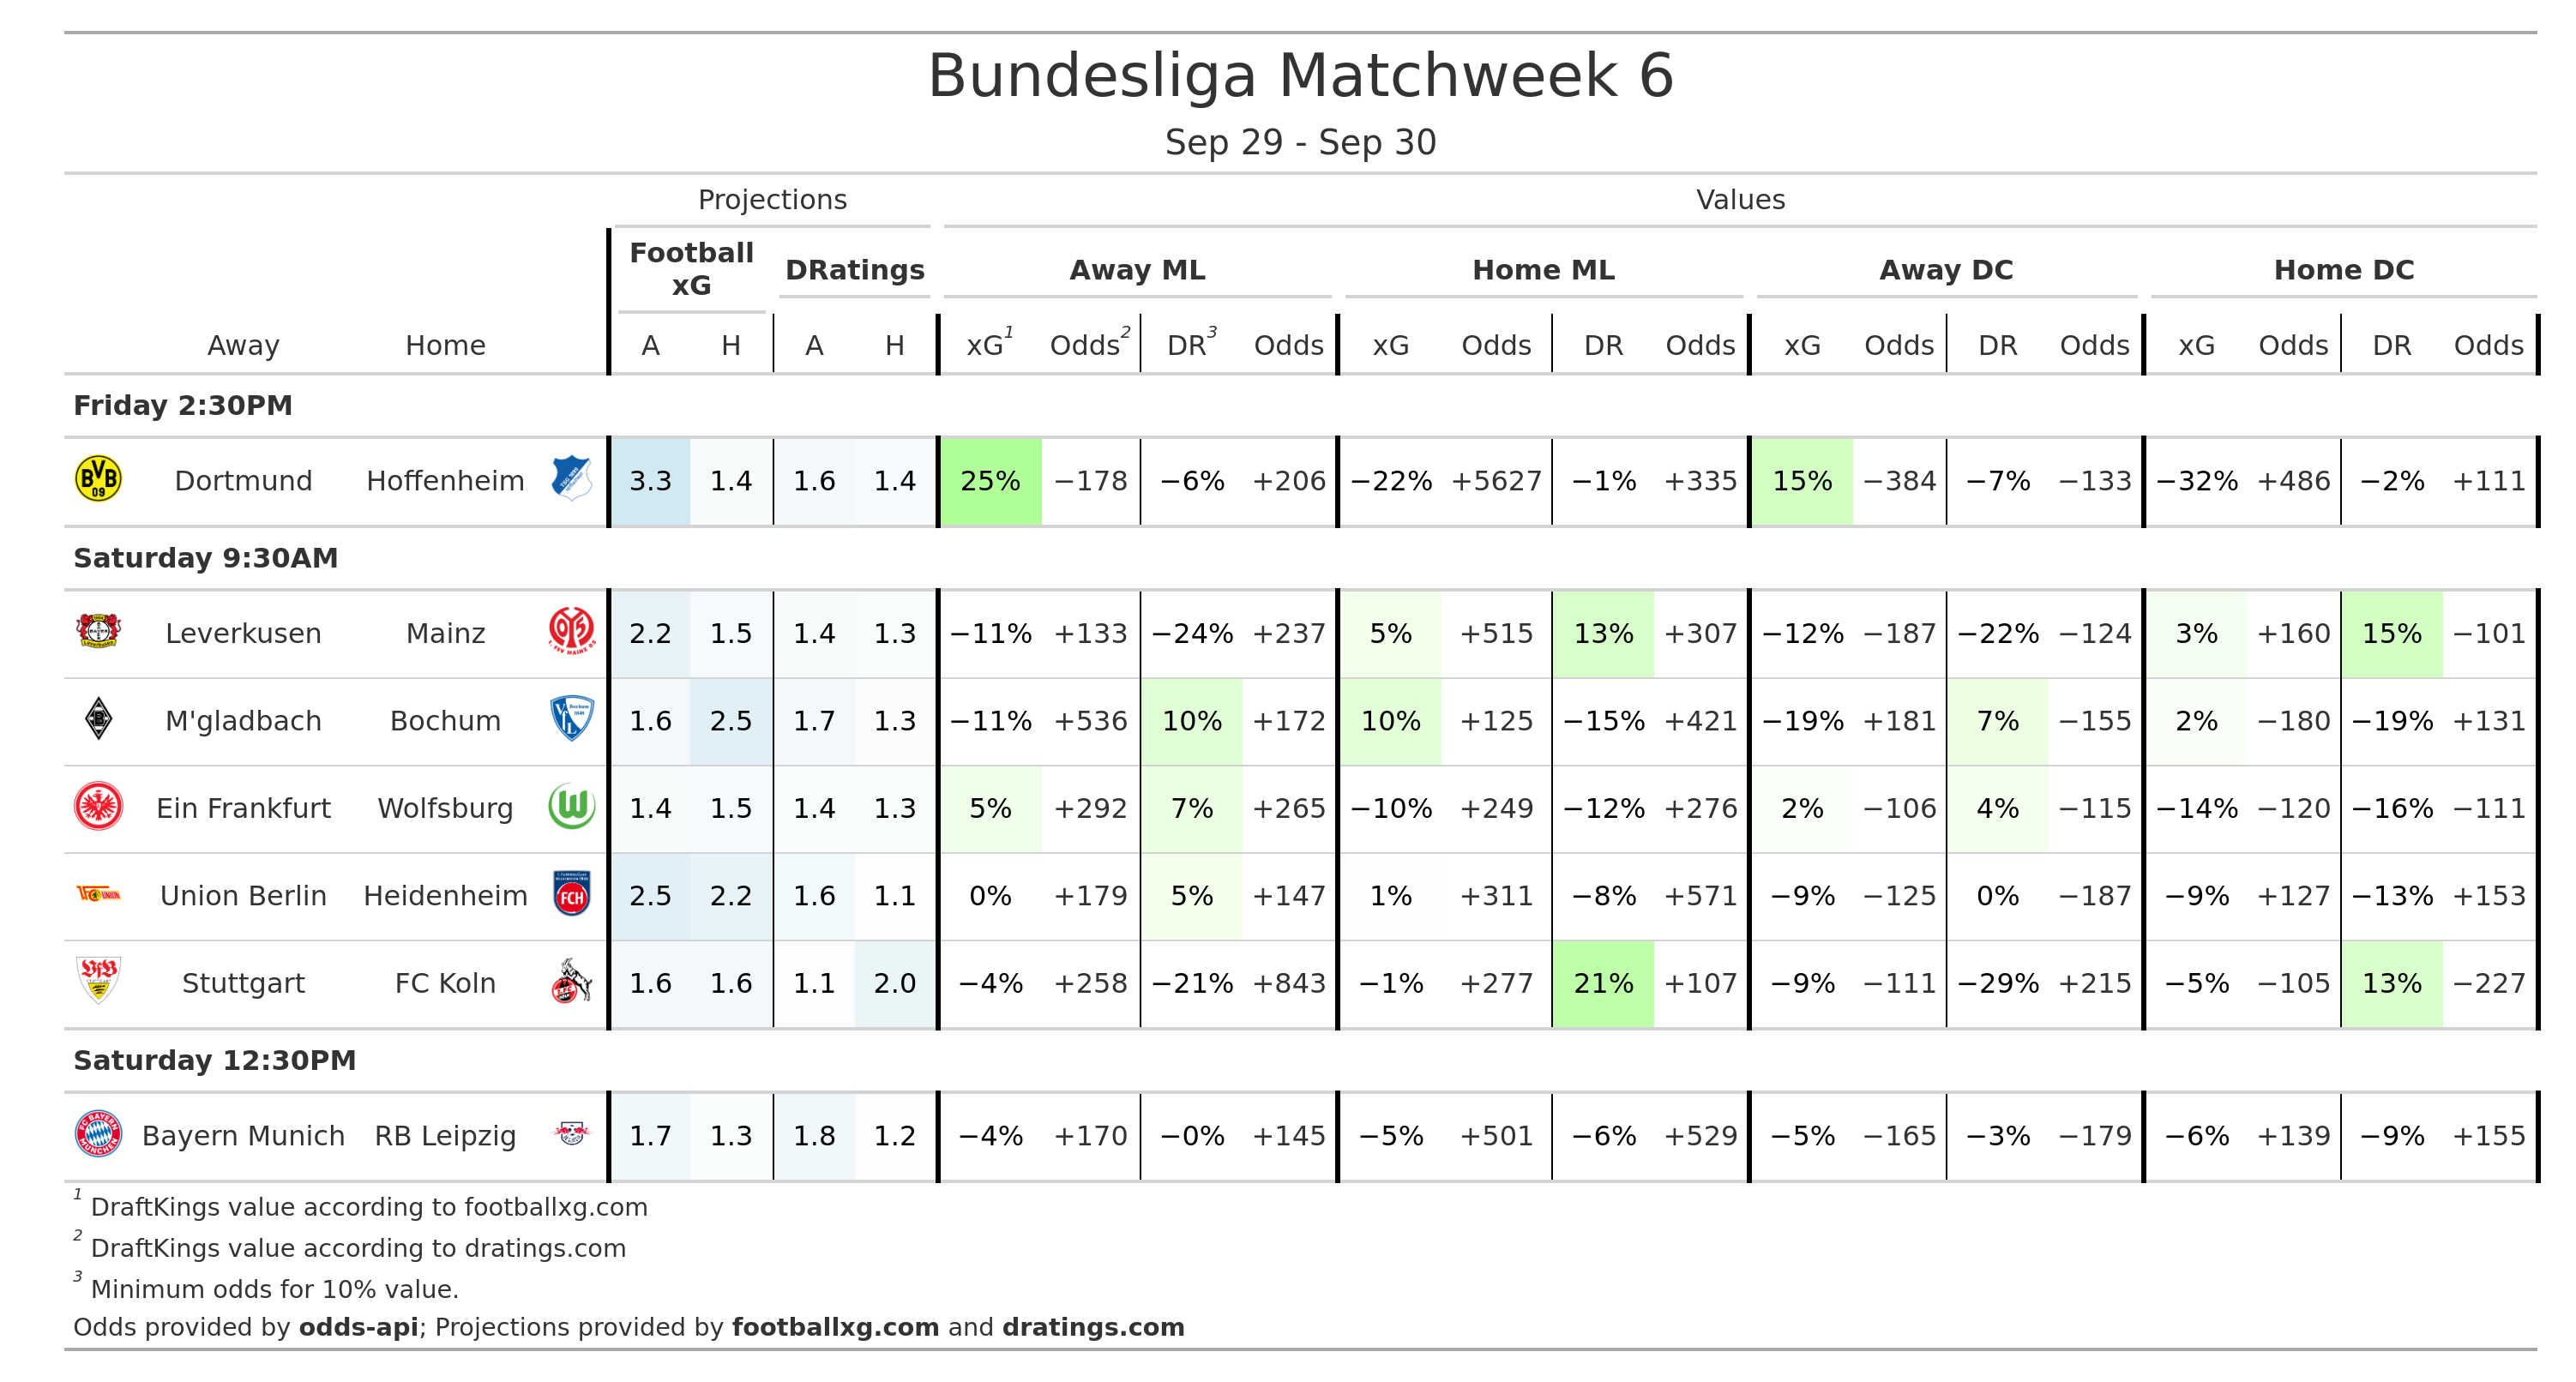 Bundesliga Matchweek 6
Sep 29 - Sep 30
Projections Values
Football xG DRatings Away ML Home ML Away DC Home DC
Away Home A H A H xG1 Odds2 DR3 Odds xG Odds DR Odds xG Odds DR Odds xG Odds DR Odds
Friday 2:30PM
BVB 09 Dortmund Hoffenheim 3.3 1.4 1.6 1.4 25% −178 −6% +206 −22% +5627 −1% +335 15% −384 −7% −133 −32% +486 −2% +111
Saturday 9:30AM
Leverkusen Mainz 2.2 1.5 1.4 1.3 −11% +133 −24% +237 5% +515 13% +307 −12% −187 −22% −124 3% +160 15% −101
M'gladbach Bochum 1.6 2.5 1.7 1.3 −11% +536 10% +172 10% +125 −15% +421 −19% +181 7% −155 2% −180 −19% +131
Ein Frankfurt Wolfsburg 1.4 1.5 1.4 1.3 5% +292 7% +265 −10% +249 −12% +276 2% −106 4% −115 −14% −120 −16% −111
Union Berlin Heidenheim FCH 2.5 2.2 1.6 1.1 0% +179 5% +147 1% +311 −8% +571 −9% −125 0% −187 −9% +127 −13% +153
Stuttgart FC Koln 1.6 1.6 1.1 2.0 −4% +258 −21% +843 −1% +277 21% +107 −9% −111 −29% +215 −5% −105 13% −227
Saturday 12:30PM
Bayern Munich RB Leipzig 1.7 1.3 1.8 1.2 −4% +170 −0% +145 −5% +501 −6% +529 −5% −165 −3% −179 −6% +139 −9% +155
1 DraftKings value according to footballxg.com
2 DraftKings value according to dratings.com
3 Minimum odds for 10% value.
Odds provided by odds-api; Projections provided by footballxg.com and dratings.com